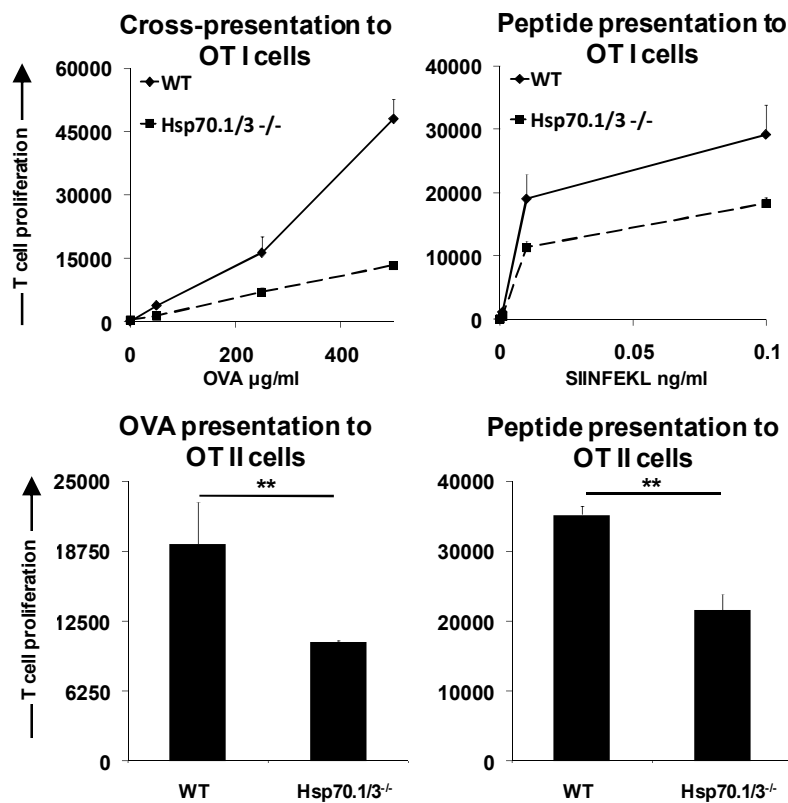 Cross-presentation to
OT I cells
T cell proliferation
60000
45000
30000
15000
0
WT
Hsp70.1/3 -/-
0
200
400
OVA µg/ml
Peptide presentation to
OT I cells
40000
30000
20000
10000
0
WT
Hsp70.1/3 -/-
0
0.05
0.1
SIINFEKL ng/ml
OVA presentation to
OT II cells
T cell proliferation
25000
18750
12500
6250
0
**
WT
Hsp70.1/3-/-
Peptide presentation to
OT II cells
40000
30000
20000
10000
0
**
WT
Hsp70.1/3-/-